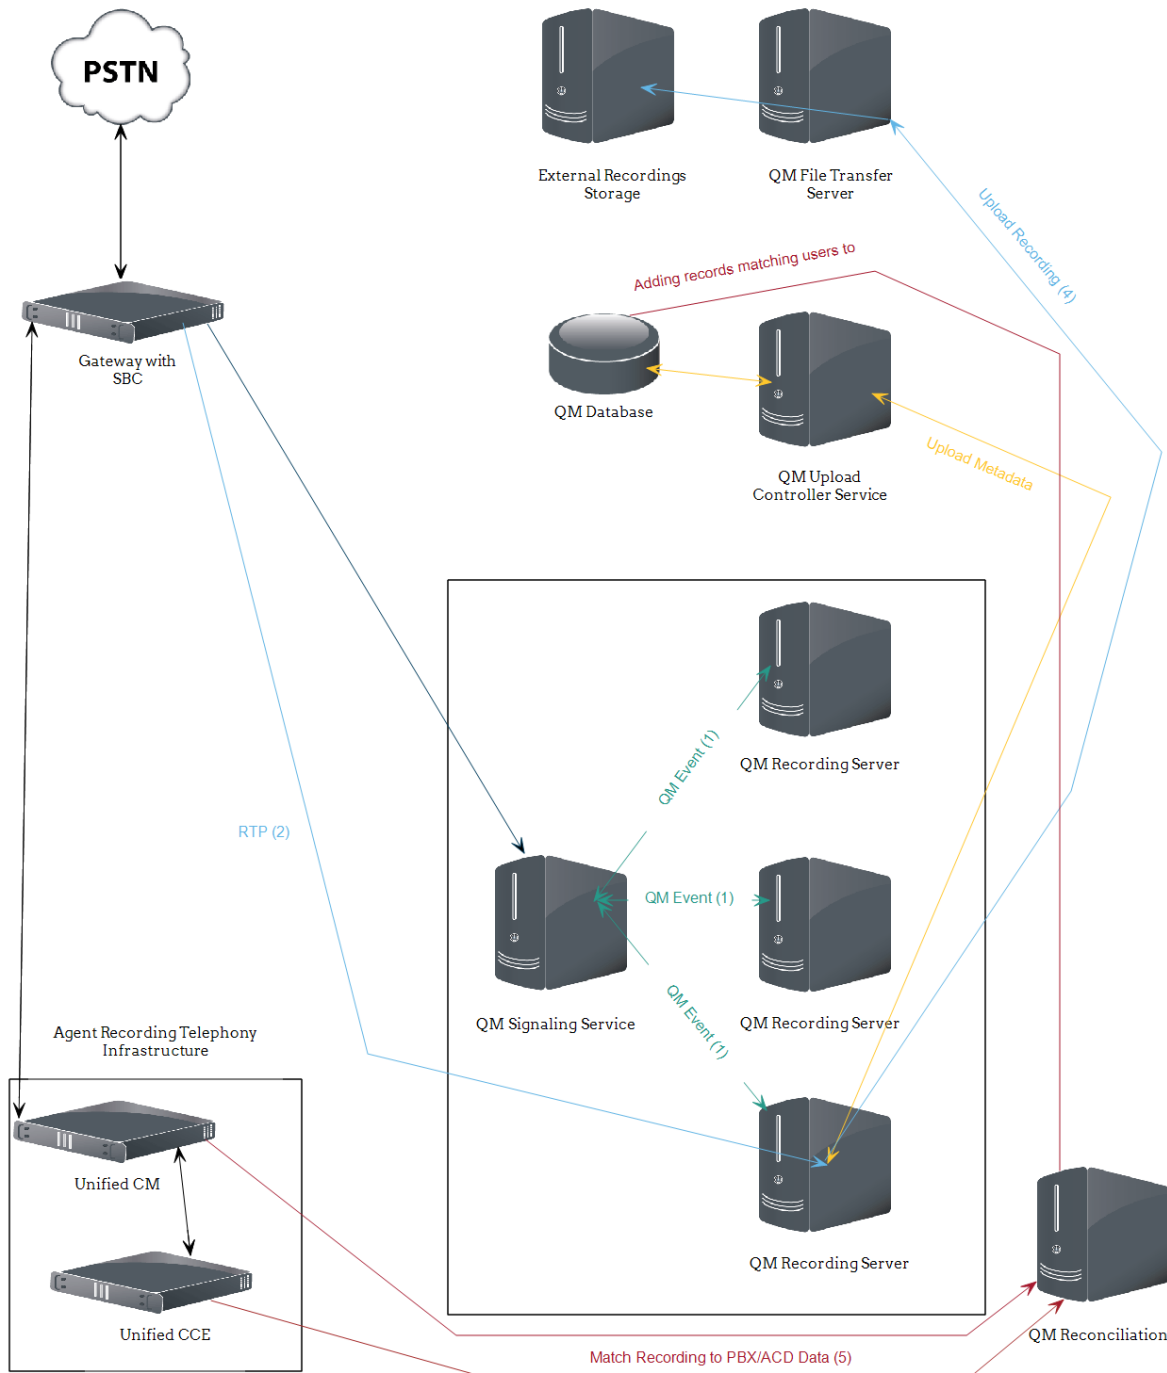 PSTN
External Recordings
Storage
QM File Transfer
Server
Upload Recording (4)
Adding records matching users to
Gateway with
SBC
QM Database
Upload Metadata
QM Upload
Controller Service
QM Recording Server
QM Event (1)
RTP (2)
QM Event (1)
QM Signaling Service
QM Recording Server
QM Event (1)
Agent Recording Telephony
Infrastructure
Unified CM
QM Recording Server
Unified CCE
QM Reconciliation
Match Recording to PBX/ACD Data (5)